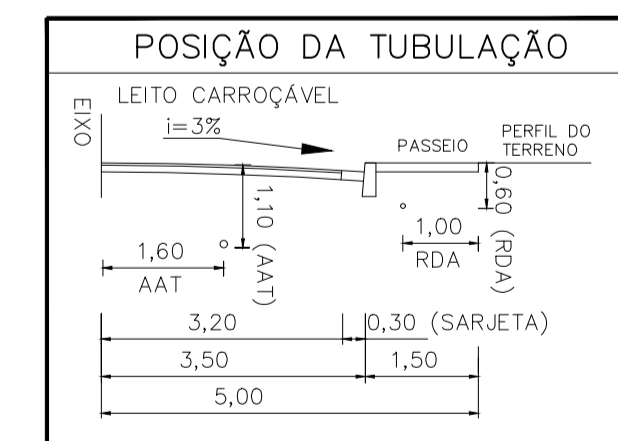 POSIÇÃO DA TUBULAÇÃO
LEITO CARROÇÁVEL
EIXO
i=3%
PASSEIO
PERFIL DO
TERRENO
1,10 (AAT)
0,60 (RDA)
1,60
AAT
1,00
RDA
3,20
0,30 (SARJETA)
3,50
1,50
5,00